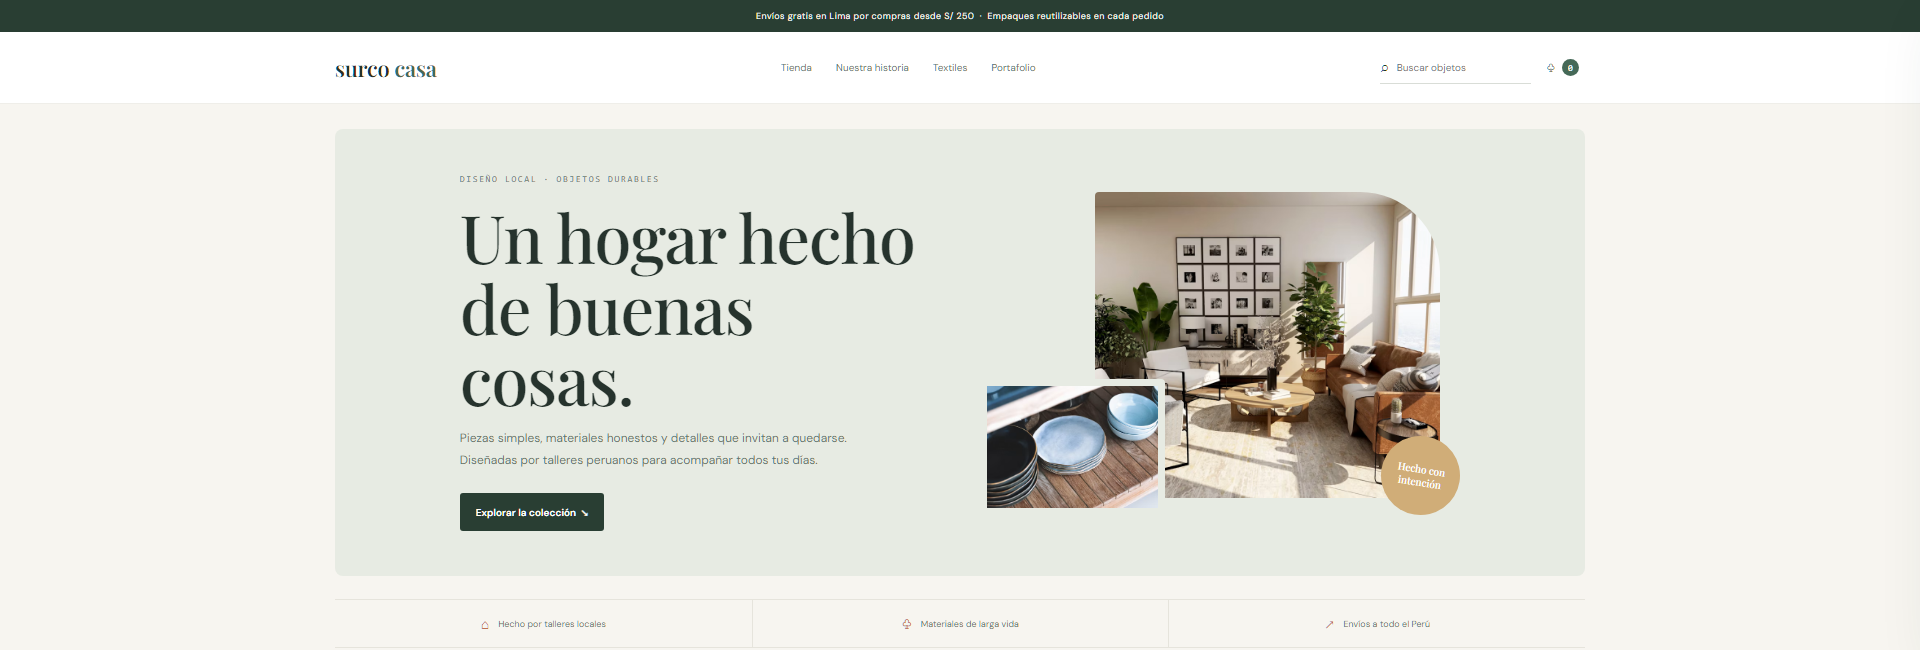 Envíos gratis en Lima por compras desde S/ 250 · Empaques reutilizables en cada pedido
surco casa
Tienda
Nuestra historia
Textiles
Portafolio
Buscar objetos
0
DISEÑO LOCAL · OBJETOS DURABLES
Un hogar hecho
de buenas
cosas.
Piezas simples, materiales honestos y detalles que invitan a quedarse.
Diseñadas por talleres peruanos para acompañar todos tus días.
Explorar la colección ↘
Hecho con
intención
Hecho por talleres locales
Materiales de larga vida
Envíos a todo el Perú